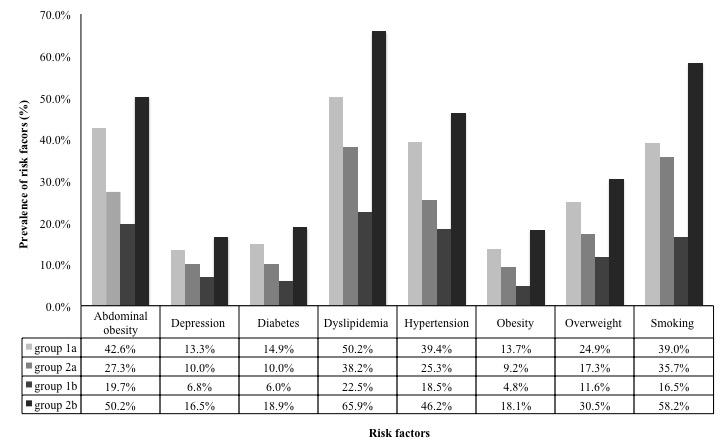 70.0%
60.0%
50.0%
40.0%
30.0%
20.0%
10.0%
0.0%
Prevalence of risk facors (%)
Abdominal obesity Depression Diabetes Dyslipidemia Hypertension Obesity Overweight Smoking
group 1a 42.6% 13.3% 14.9% 50.2% 39.4% 13.7% 24.9% 39.0%
group 2a 27.3% 10.0% 10.0% 38.2% 25.3% 9.2% 17.3% 35.7%
group 1b 19.7% 6.8% 6.0% 22.5% 18.5% 4.8% 11.6% 16.5%
group 2b 50.2% 16.5% 18.9% 65.9% 46.2% 18.1% 30.5% 58.2%
Risk factors